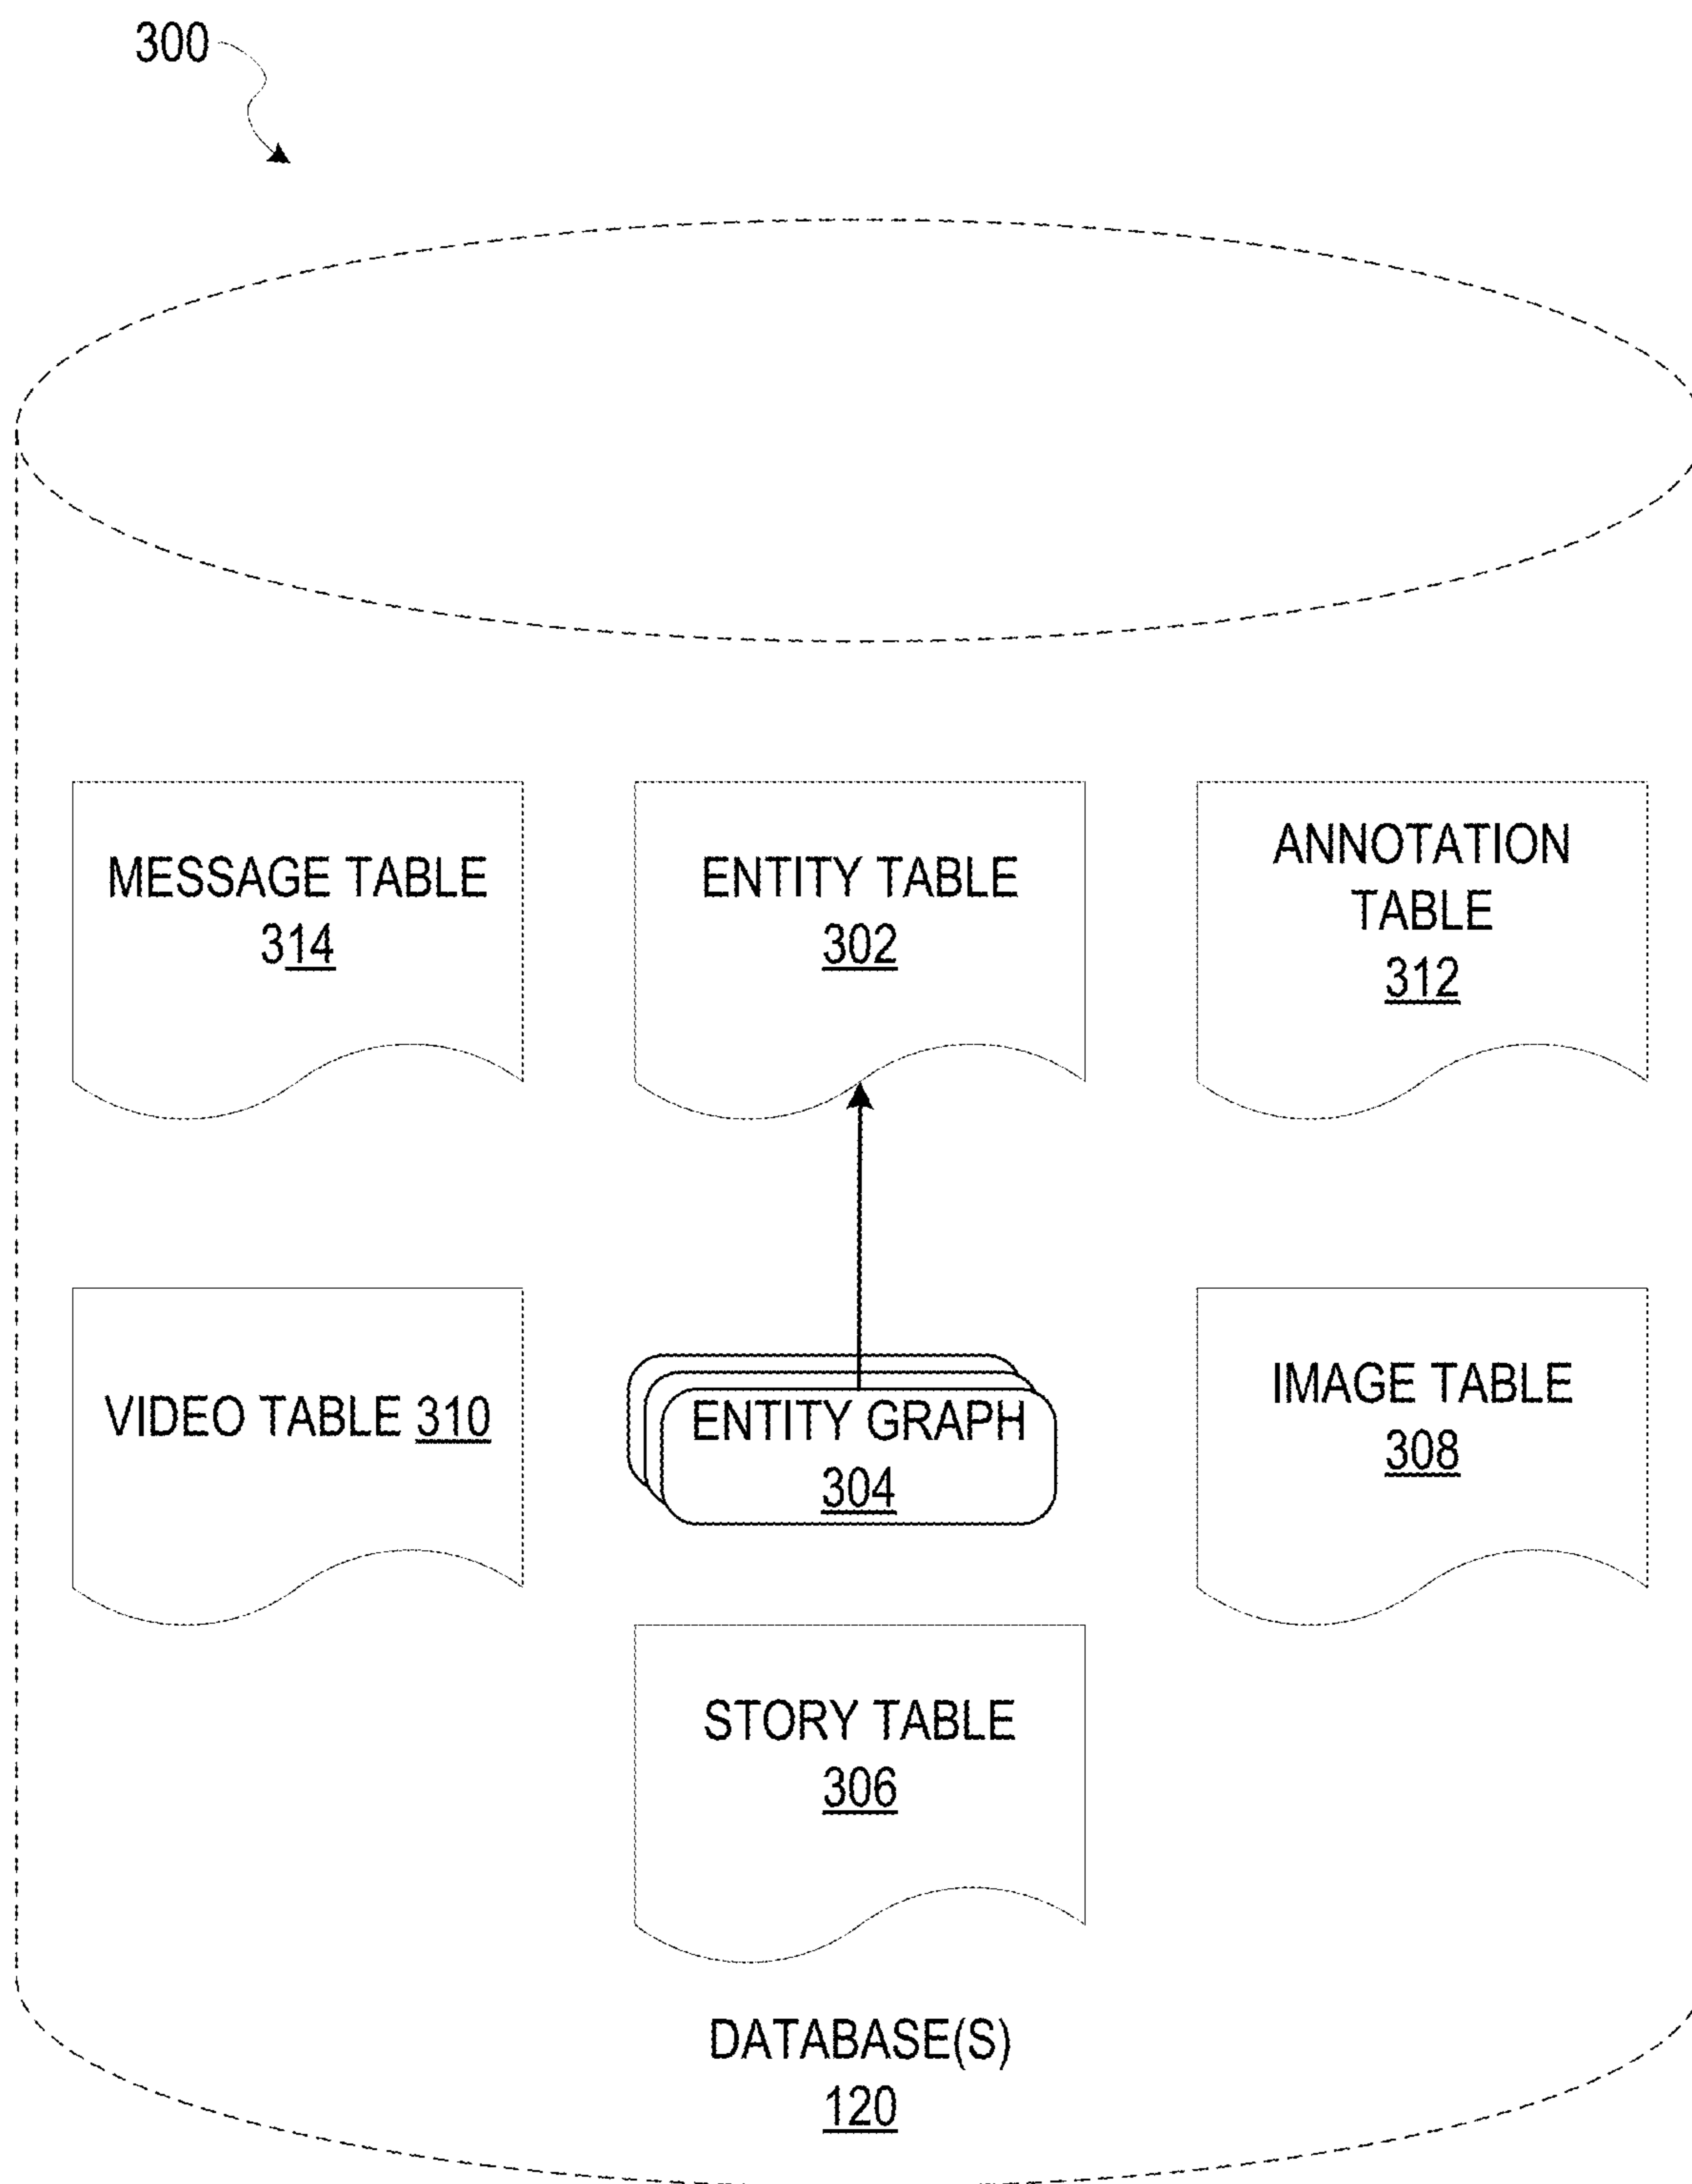 300
MESSAGE TABLE
314
ENTITY TABLE
302
ANNOTATION
TABLE
312
VIDEO TABLE 310
ENTITY GRAPH
304
IMAGE TABLE
308
STORY TABLE
306
DATABASE(S)
120